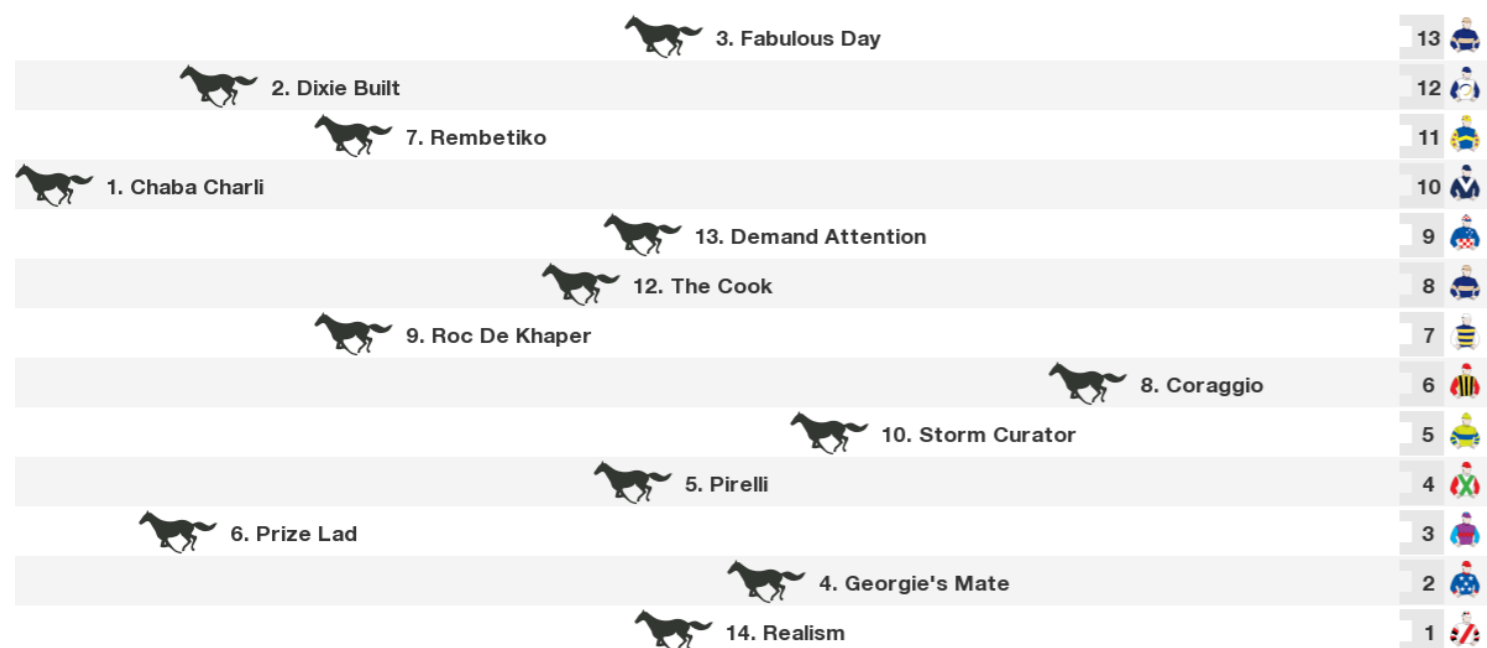 3. Fabulous Day 13
2. Dixie Built 12
7. Rembetiko 11
1. Chaba Charli 10
13. Demand Attention 9
12. The Cook 8
9. Roc De Khaper 7
8. Coraggio 6
10. Storm Curator 5
5. Pirelli 4
6. Prize Lad 3
4. Georgie's Mate 2
14. Realism 1